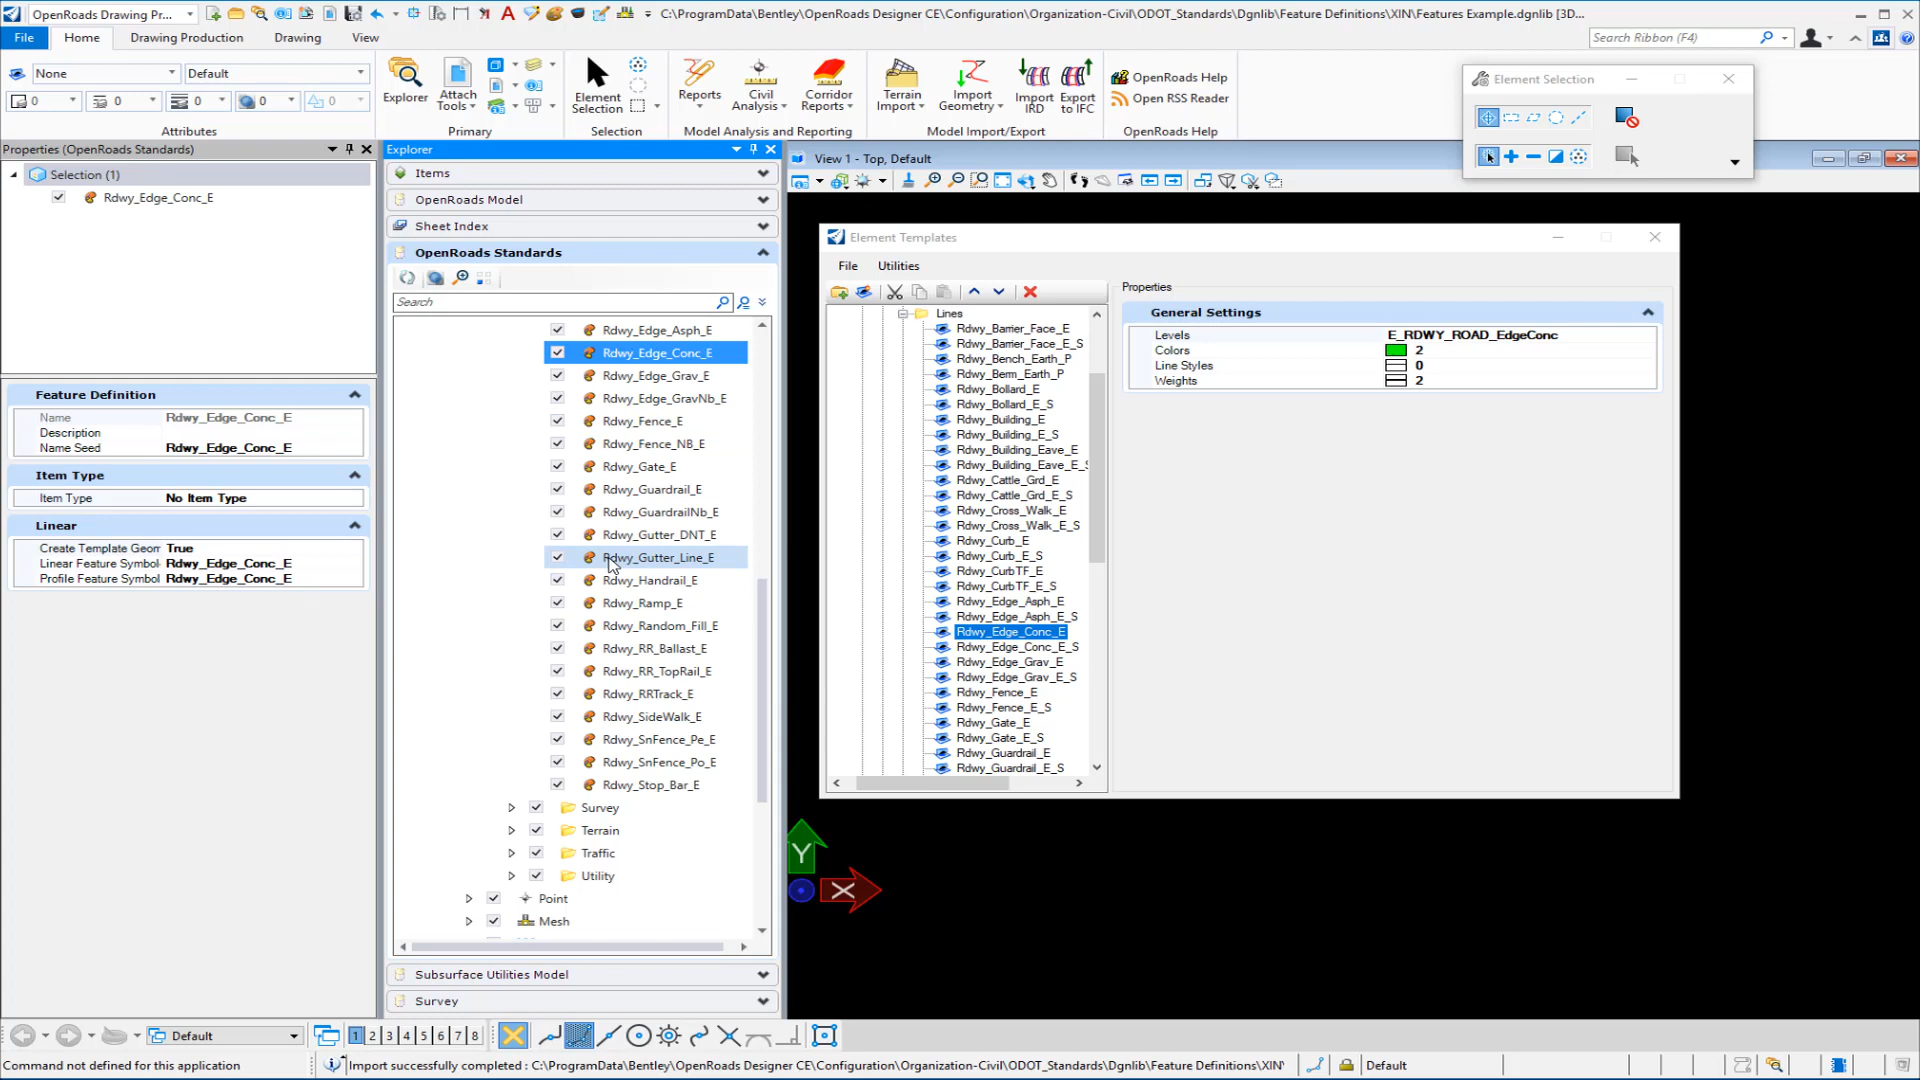 OpenRoads Drawing Pr...
C:\ProgramData\Bentley\OpenRoads Designer CE\Configuration\Organization-Civil\ODOT_Standards\Dgnlib\Feature Definitions\XIN\Features Example.dgnlib [3D...
File
Home
Drawing Production
Drawing
View
Search Ribbon (F4)
None
Default
0
0
0
0
0
Attributes
Explorer
Attach Tools
Primary
Element Selection
Selection
Reports
Civil Analysis
Corridor Reports
Model Analysis and Reporting
Terrain Import
Import Geometry
Import IRD
Export to IFC
Model Import/Export
OpenRoads Help
Open RSS Reader
OpenRoads Help
Element Selection
Properties (OpenRoads Standards)
Selection (1)
Rdwy_Edge_Conc_E
Feature Definition
Name Rdwy_Edge_Conc_E
Description
Name Seed Rdwy_Edge_Conc_E
Item Type
Item Type No Item Type
Linear
Create Template Geom True
Linear Feature Symbol Rdwy_Edge_Conc_E
Profile Feature Symbol Rdwy_Edge_Conc_E
Explorer
Items
OpenRoads Model
Sheet Index
OpenRoads Standards
Search
Rdwy_Edge_Asph_E
Rdwy_Edge_Conc_E
Rdwy_Edge_Grav_E
Rdwy_Edge_GravNb_E
Rdwy_Fence_E
Rdwy_Fence_NB_E
Rdwy_Gate_E
Rdwy_Guardrail_E
Rdwy_GuardrailNb_E
Rdwy_Gutter_DNT_E
Rdwy_Gutter_Line_E
Rdwy_Handrail_E
Rdwy_Ramp_E
Rdwy_Random_Fill_E
Rdwy_RR_Ballast_E
Rdwy_RR_TopRail_E
Rdwy_RRTrack_E
Rdwy_SideWalk_E
Rdwy_SnFence_Pe_E
Rdwy_SnFence_Po_E
Rdwy_Stop_Bar_E
Survey
Terrain
Traffic
Utility
Point
Mesh
Subsurface Utilities Model
Survey
View 1 - Top, Default
Element Templates
File Utilities
Lines
Rdwy_Barrier_Face_E
Rdwy_Barrier_Face_E_S
Rdwy_Bench_Earth_P
Rdwy_Berm_Earth_P
Rdwy_Bollard_E
Rdwy_Bollard_E_S
Rdwy_Building_E
Rdwy_Building_E_S
Rdwy_Building_Eave_E
Rdwy_Building_Eave_E_S
Rdwy_Cattle_Grd_E
Rdwy_Cattle_Grd_E_S
Rdwy_Cross_Walk_E
Rdwy_Cross_Walk_E_S
Rdwy_Curb_E
Rdwy_Curb_E_S
Rdwy_CurbTF_E
Rdwy_CurbTF_E_S
Rdwy_Edge_Asph_E
Rdwy_Edge_Asph_E_S
Rdwy_Edge_Conc_E
Rdwy_Edge_Conc_E_S
Rdwy_Edge_Grav_E
Rdwy_Edge_Grav_E_S
Rdwy_Fence_E
Rdwy_Fence_E_S
Rdwy_Gate_E
Rdwy_Gate_E_S
Rdwy_Guardrail_E
Rdwy_Guardrail_E_S
Properties
General Settings
Levels E_RDWY_ROAD_EdgeConc
Colors 2
Line Styles 0
Weights 2
Y
X
Default
1 2 3 4 5 6 7 8
Command not defined for this application
Import successfully completed : C:\ProgramData\Bentley\OpenRoads Designer CE\Configuration\Organization-Civil\ODOT_Standards\Dgnlib\Feature Definitions\XIN\
Default